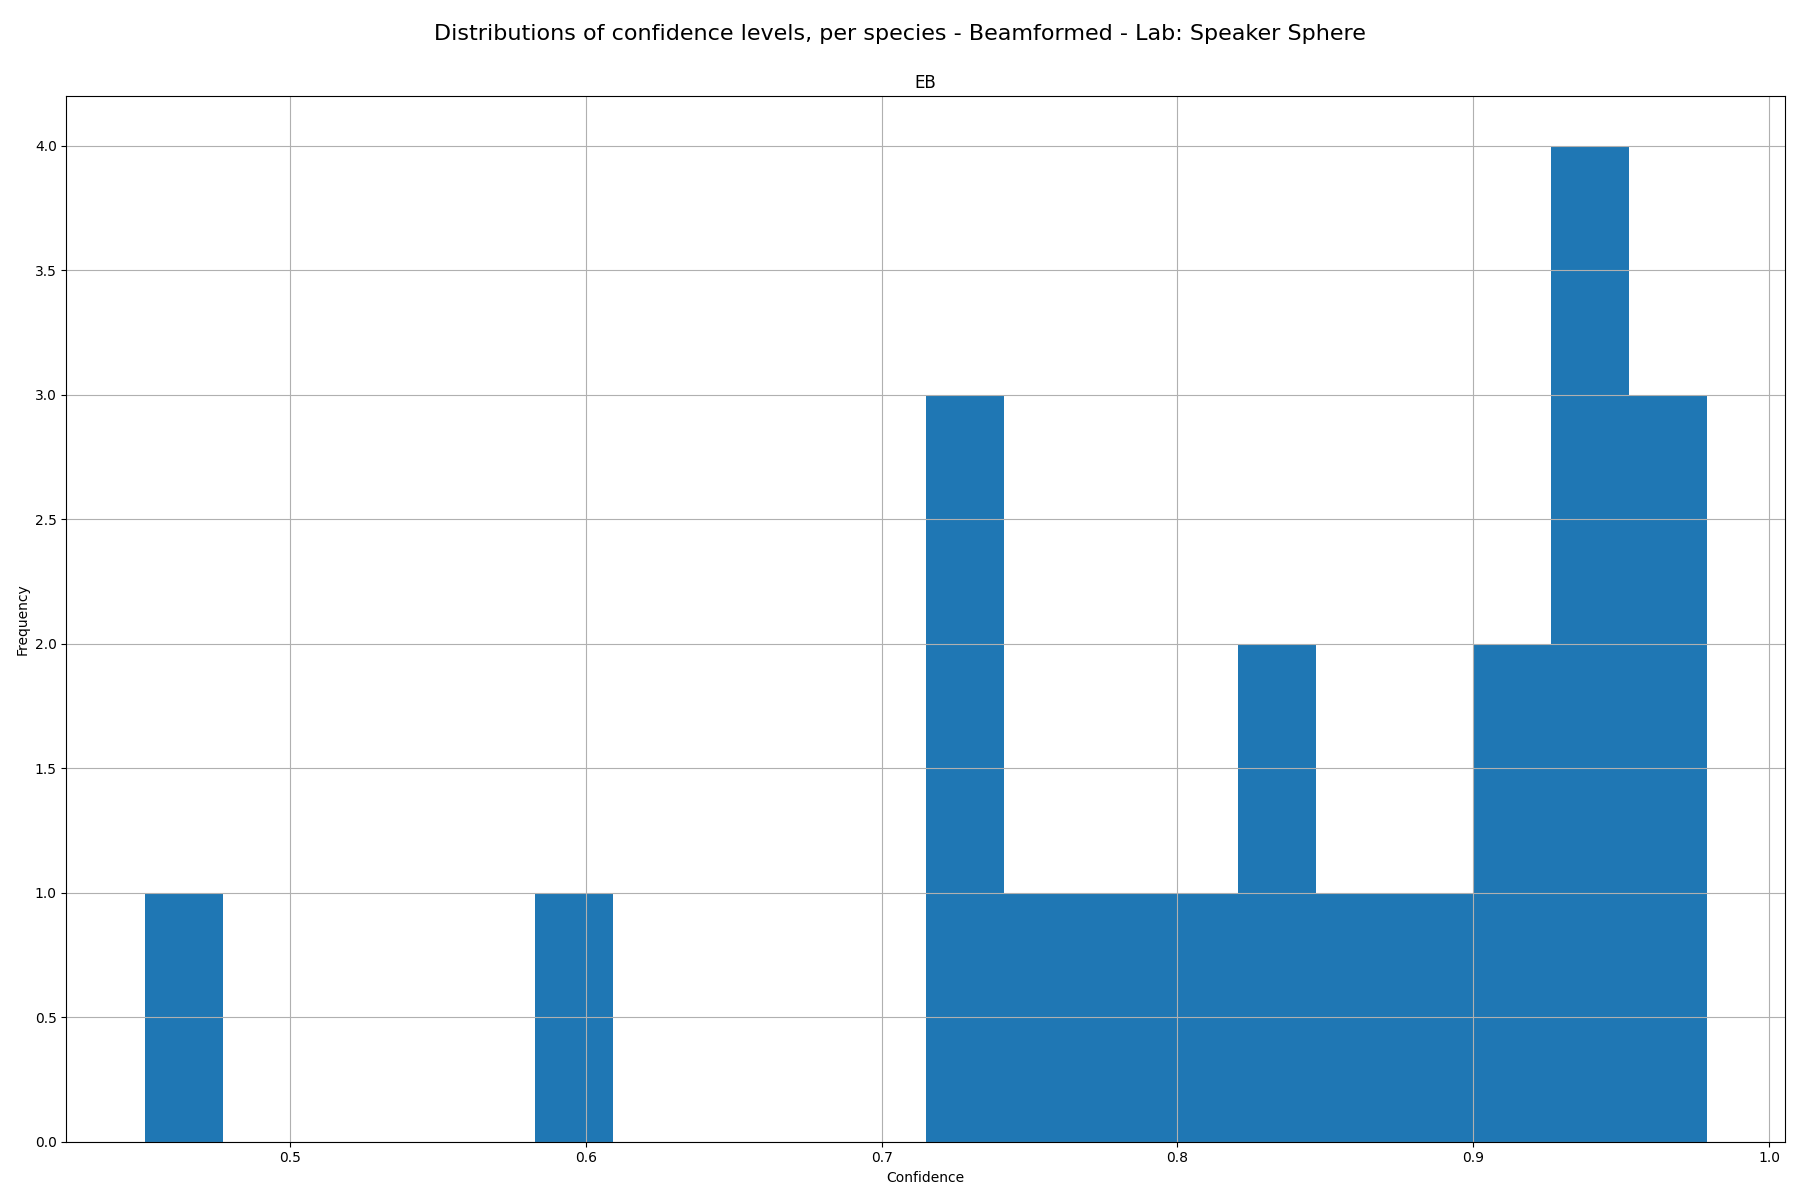 Distributions of confidence levels, per species - Beamformed - Lab: Speaker Sphere
EB
4.0
3.5
3.0
2.5
2.0
1.5
1.0
0.5
0.0
Frequency
0.5 0.6 0.7 0.8 0.9 1.0
Confidence